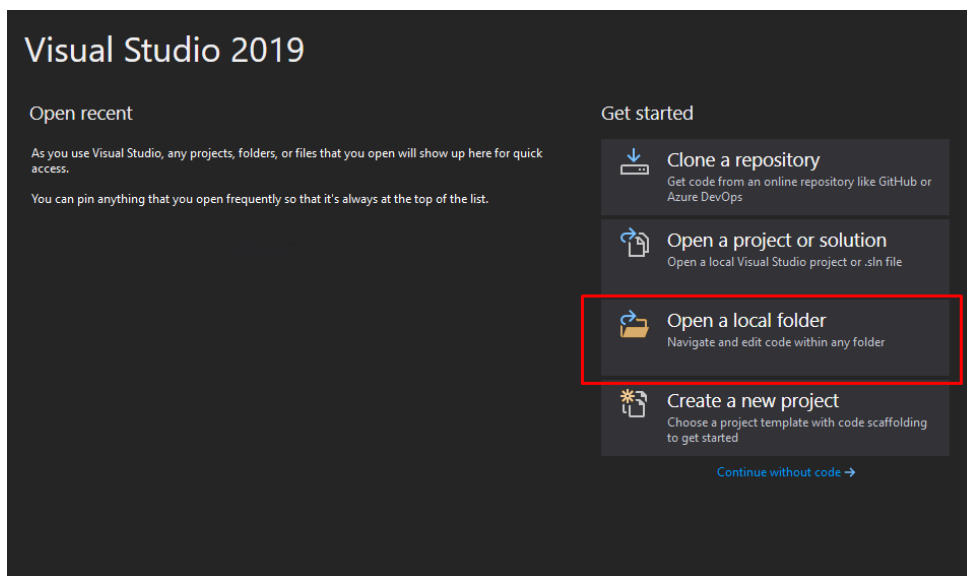 Visual Studio 2019
Open recent
As you use Visual Studio, any projects, folders, or files that you open will show up here for quick
access.
You can pin anything that you open frequently so that it's always at the top of the list.
Get started
Clone a repository
Get code from an online repository like GitHub or
Azure DevOps
Open a project or solution
Open a local Visual Studio project or .sln file
Open a local folder
Navigate and edit code within any folder
Create a new project
Choose a project template with code scaffolding
to get started
Continue without code →